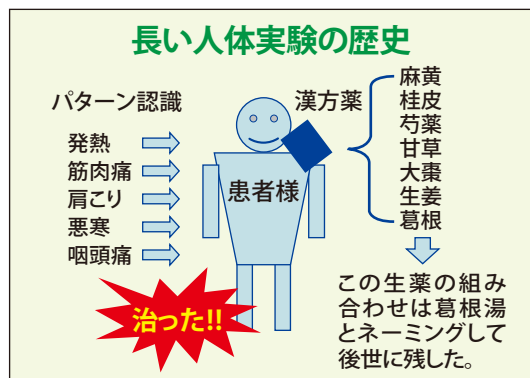 長い人体実験の歴史
パターン認識
発熱
筋肉痛
肩こり
悪寒
咽頭痛
患者様
治った!!
漢方薬
麻黄
桂皮
芍薬
甘草
大棗
生姜
葛根
この生薬の組み
合わせは葛根湯
とネーミングして
後世に残した。